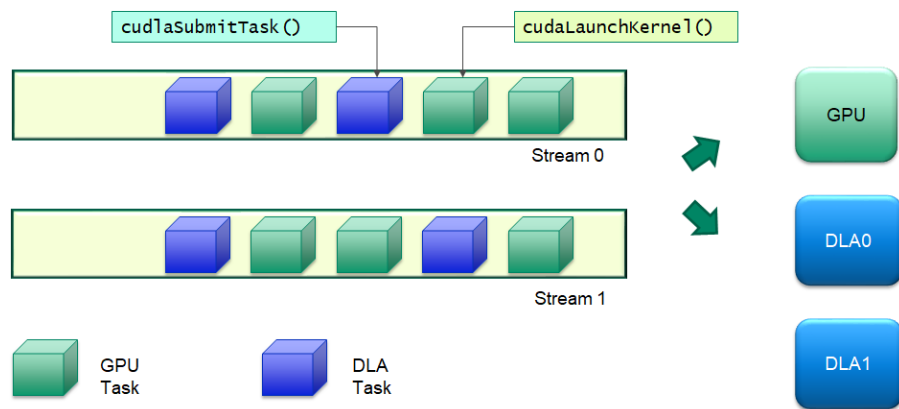 cudlaSubmitTask()
cudaLaunchKernel()
Stream 0
GPU
DLA0
Stream 1
GPU
Task
DLA
Task
DLA1